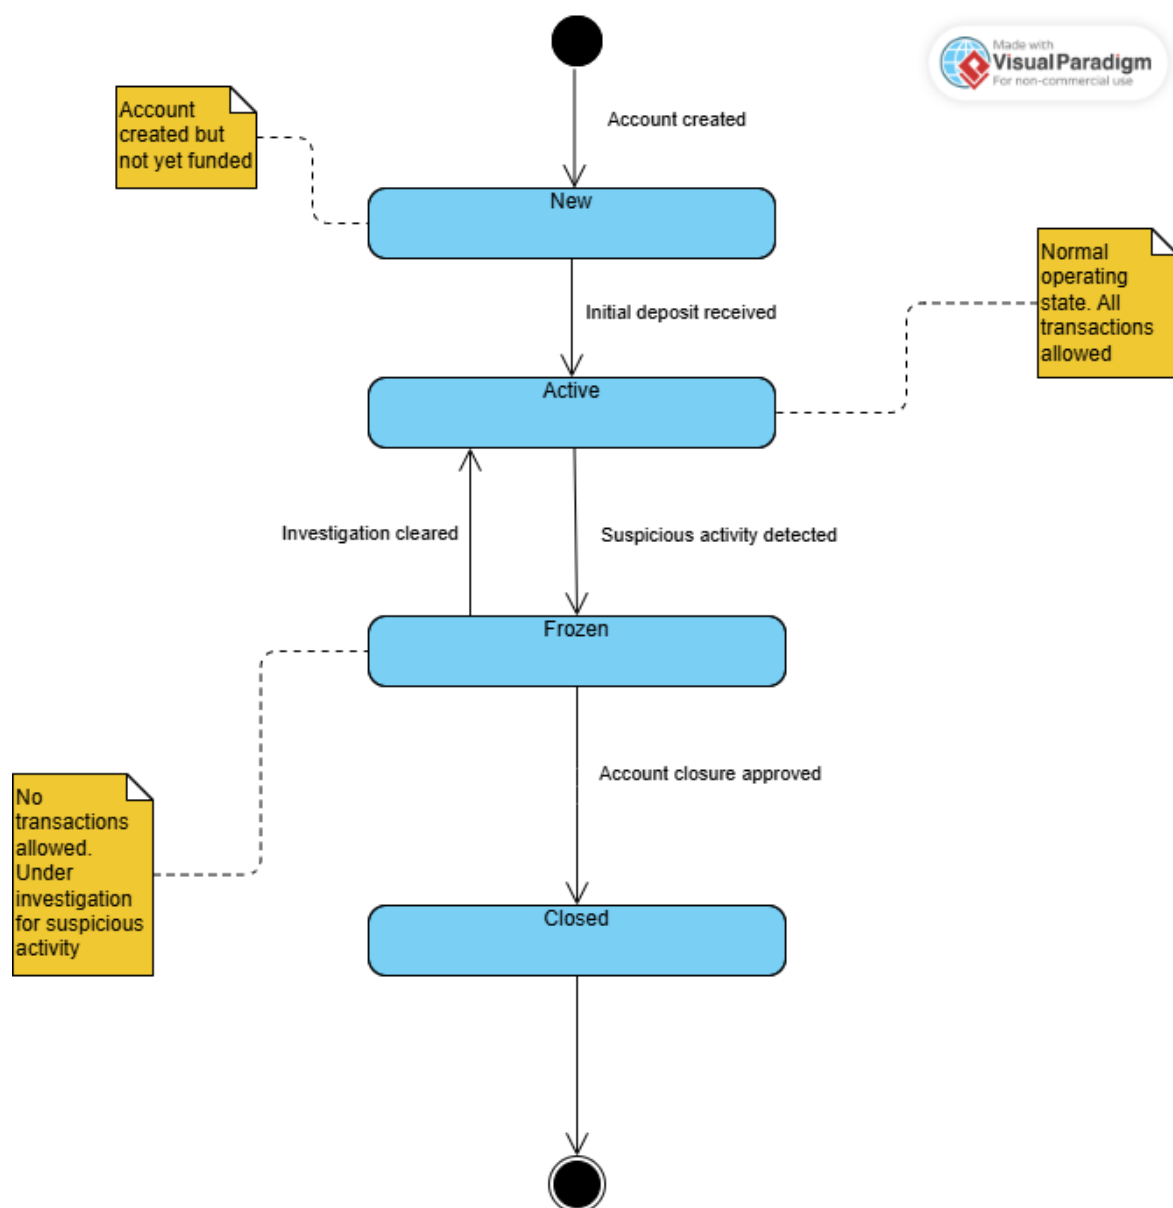 Made with
Visual Paradigm
For non-commercial use
Account created
Account
created but
not yet funded
New
Normal
operating
state. All
transactions
allowed
Initial deposit received
Active
Investigation cleared
Suspicious activity detected
Frozen
Account closure approved
No
transactions
allowed.
Under
investigation
for suspicious
activity
Closed